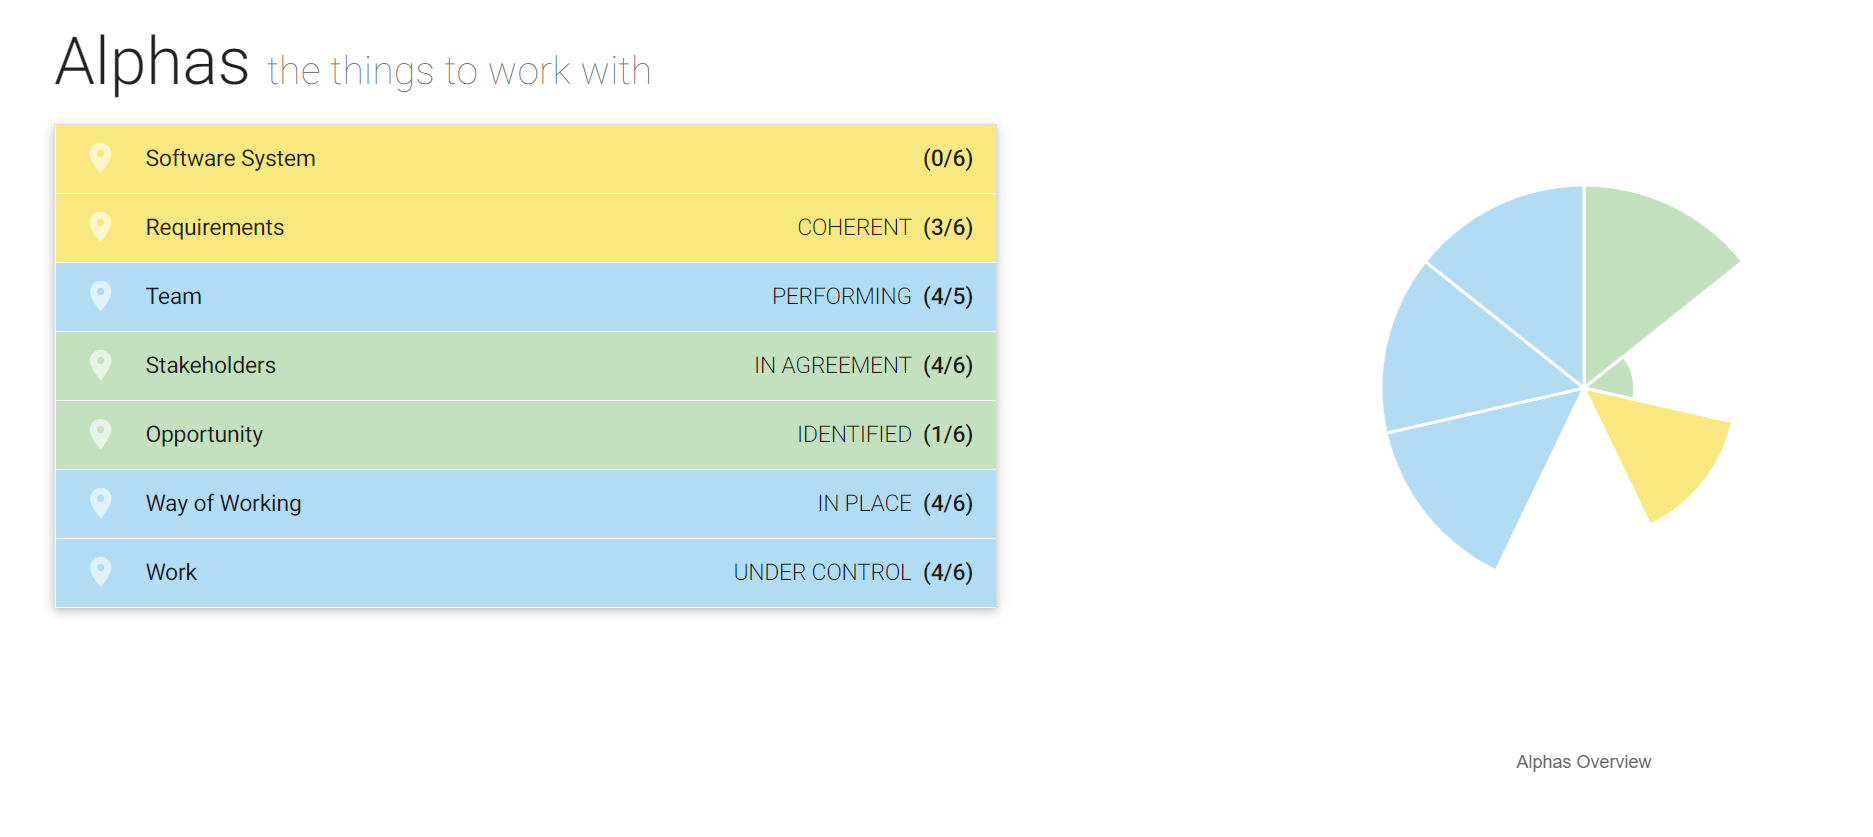 Alphas the things to work with
Software System (0/6)
Requirements COHERENT (3/6)
Team PERFORMING (4/5)
Stakeholders IN AGREEMENT (4/6)
Opportunity IDENTIFIED (1/6)
Way of Working IN PLACE (4/6)
Work UNDER CONTROL (4/6)
Alphas Overview